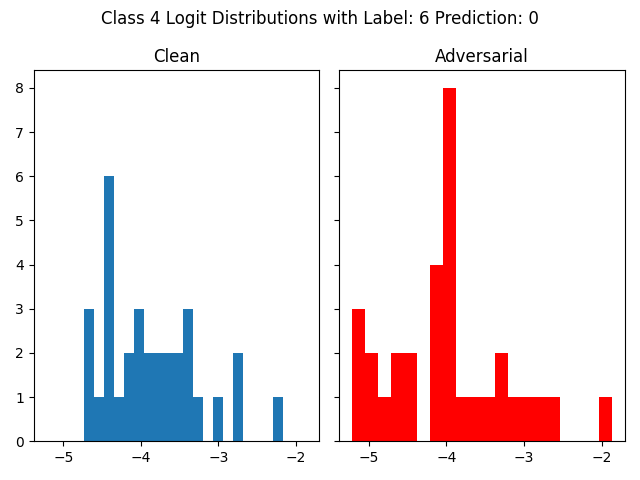 Class 4 Logit Distributions with Label: 6 Prediction: 0
Clean
Adversarial
8
7
6
5
4
3
2
1
0
−5 −4 −3 −2
−5 −4 −3 −2